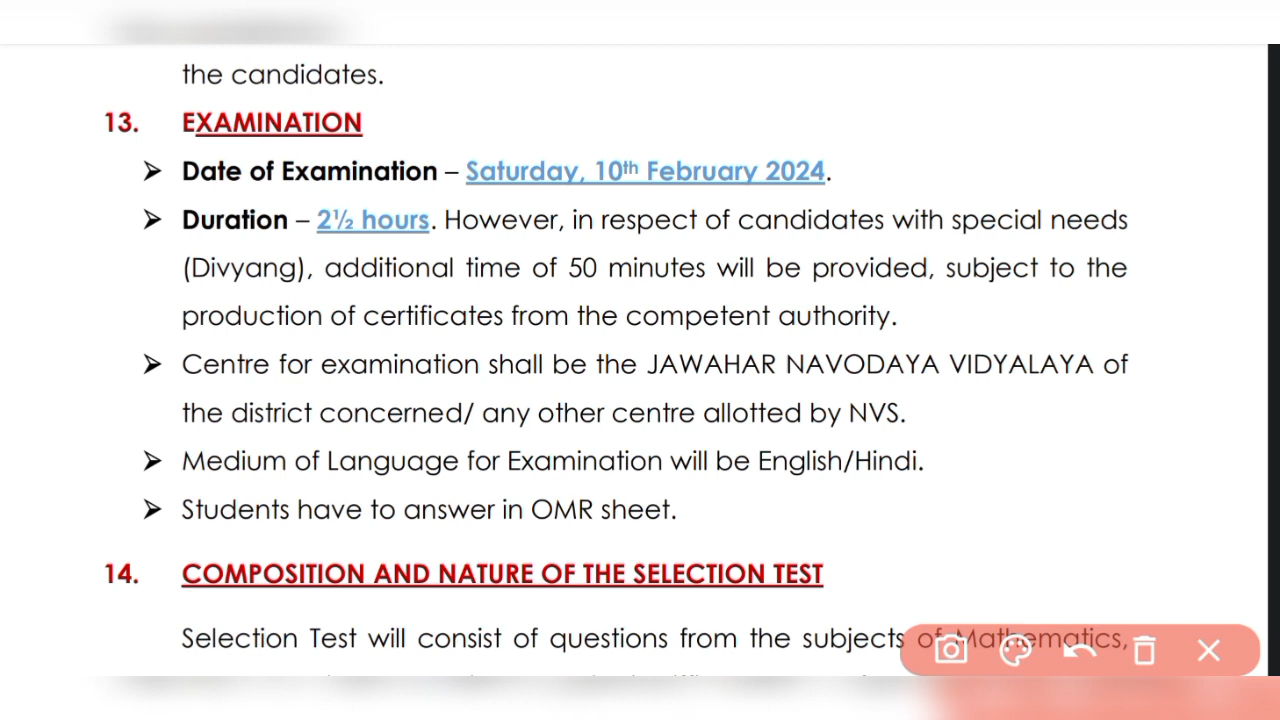 the candidates.
13. EXAMINATION
➢ Date of Examination – Saturday, 10th February 2024.
➢ Duration – 2½ hours. However, in respect of candidates with special needs
(Divyang), additional time of 50 minutes will be provided, subject to the
production of certificates from the competent authority.
➢ Centre for examination shall be the JAWAHAR NAVODAYA VIDYALAYA of
the district concerned/ any other centre allotted by NVS.
➢ Medium of Language for Examination will be English/Hindi.
➢ Students have to answer in OMR sheet.
14. COMPOSITION AND NATURE OF THE SELECTION TEST
Selection Test will consist of questions from the subjects of Mathematics,